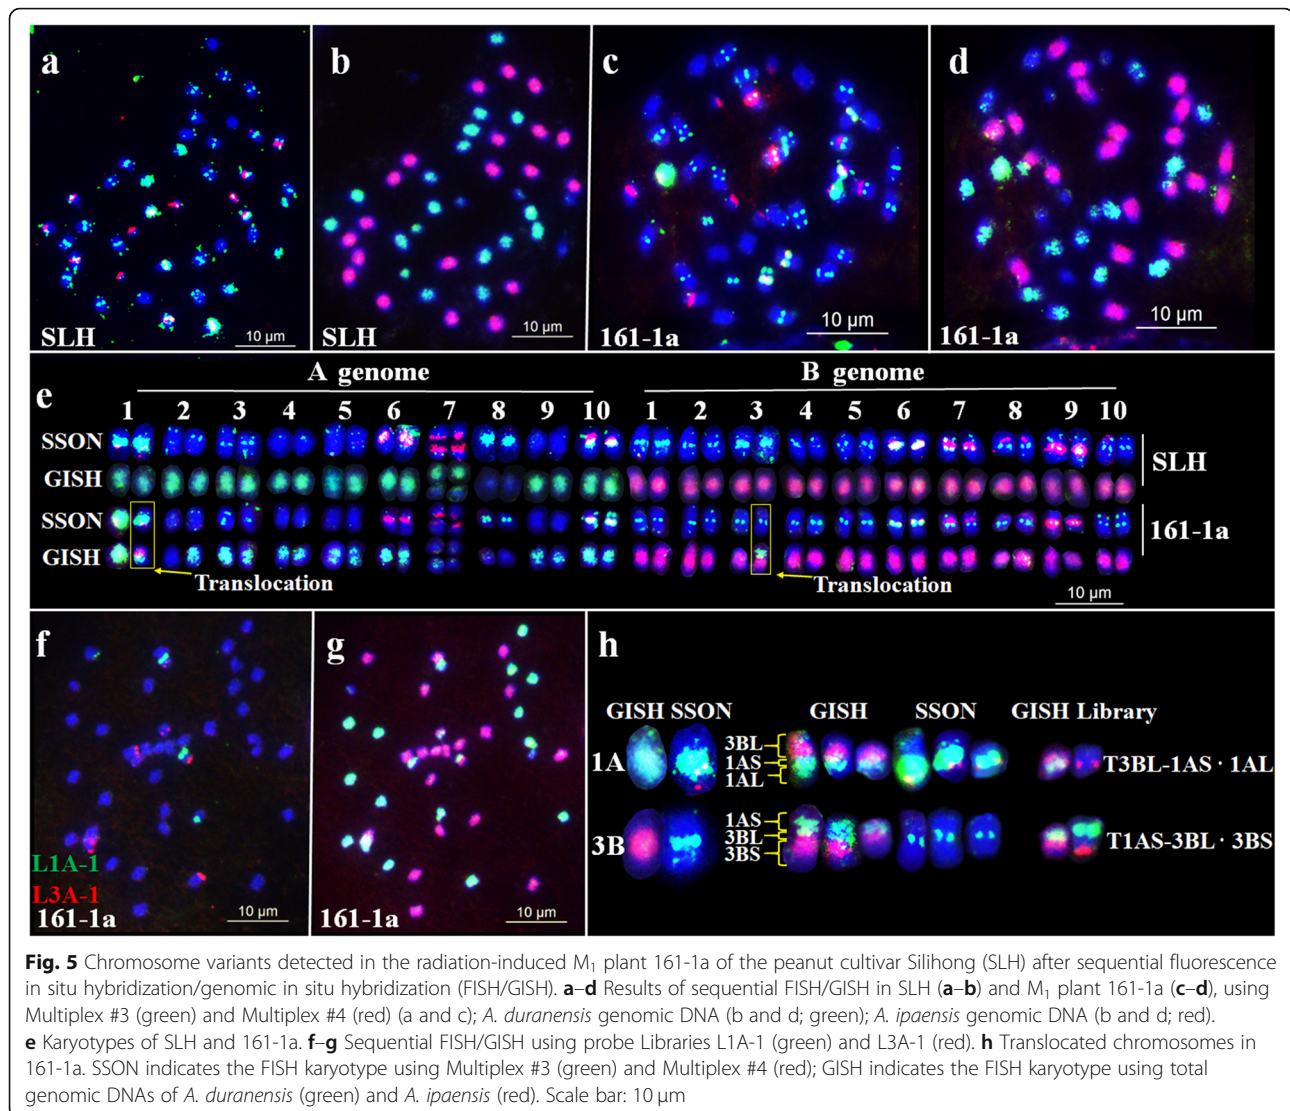 a
b
c
d
SLH
10 µm
SLH
10 µm
161-1a
10 µm
161-1a
10 µm
A genome
B genome
e
1 2 3 4 5 6 7 8 9 10 1 2 3 4 5 6 7 8 9 10
SSON
GISH
SLH
SSON
GISH
161-1a
Translocation
Translocation
10 µm
f
g
h
L1A-1
L3A-1
161-1a
10 µm
161-1a
10 µm
GISH SSON GISH SSON GISH Library
1A
3BL
1AS
1AL
T3BL-1AS · 1AL
3B
1AS
3BL
3BS
T1AS-3BL · 3BS
Fig. 5 Chromosome variants detected in the radiation-induced M₁ plant 161-1a of the peanut cultivar Silihong (SLH) after sequential fluorescence
in situ hybridization/genomic in situ hybridization (FISH/GISH). a–d Results of sequential FISH/GISH in SLH (a–b) and M₁ plant 161-1a (c–d), using
Multiplex #3 (green) and Multiplex #4 (red) (a and c); A. duranensis genomic DNA (b and d; green); A. ipaensis genomic DNA (b and d; red).
e Karyotypes of SLH and 161-1a. f–g Sequential FISH/GISH using probe Libraries L1A-1 (green) and L3A-1 (red). h Translocated chromosomes in
161-1a. SSON indicates the FISH karyotype using Multiplex #3 (green) and Multiplex #4 (red); GISH indicates the FISH karyotype using total
genomic DNAs of A. duranensis (green) and A. ipaensis (red). Scale bar: 10 µm